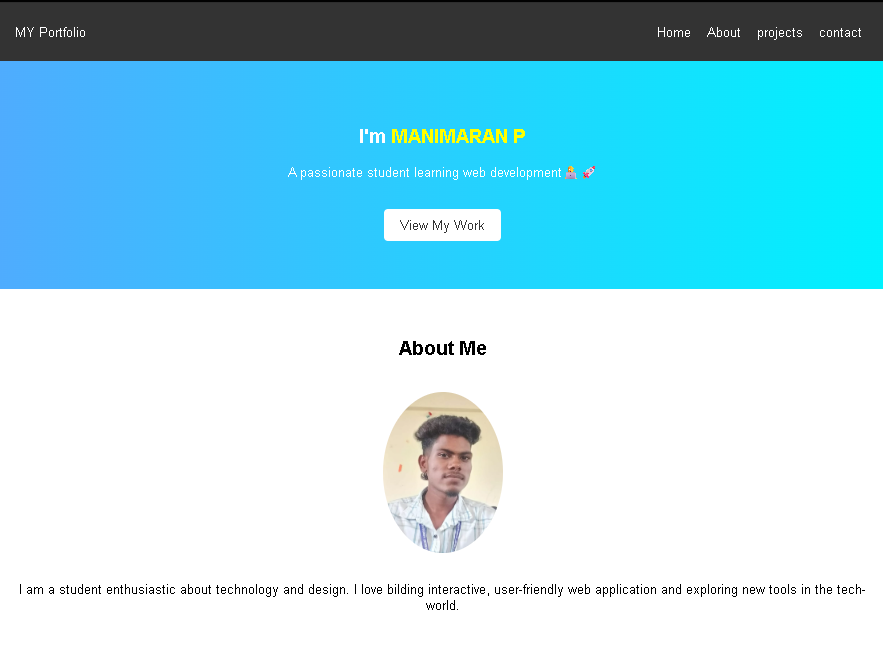 MY Portfolio
Home About projects contact
I'm MANIMARAN P
A passionate student learning web development
View My Work
About Me
I am a student enthusiastic about technology and design. I love bilding interactive, user-friendly web application and exploring new tools in the tech-
world.